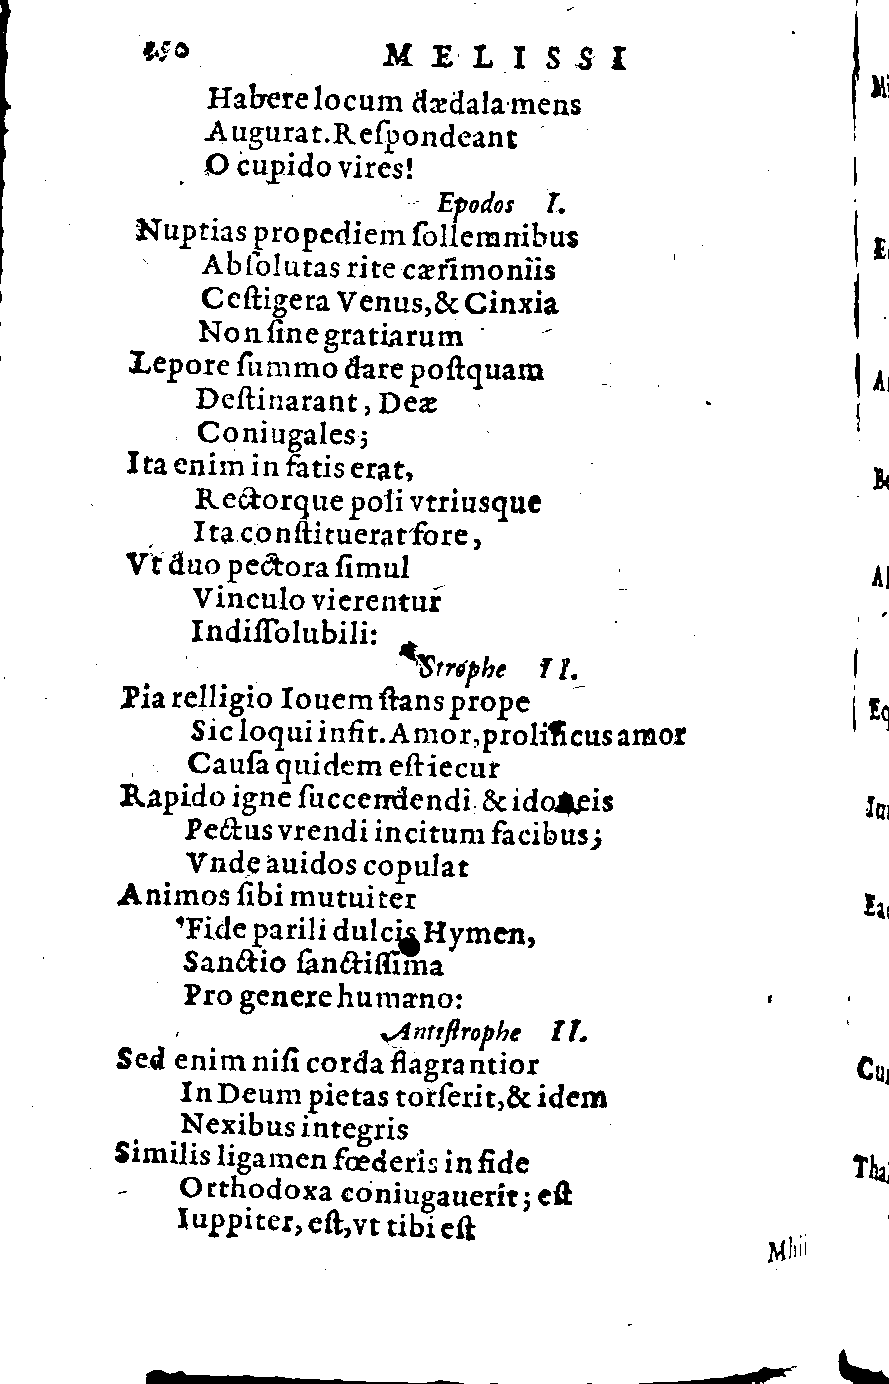 250 MELISSI
Habere locum dædala mens
Augurat. Reſpondeant
O cupido vires!
Epodos I.
Nuptias propediem ſollemnibus
Abſolutas rite cærimoniis
Ceſtigera Venus, & Cinxia
Non ſine gratiarum
Lepore ſummo dare poſtquam
Deſtinarant, Deæ
Coniugales;
Ita enim in fatis erat,
Rectorque poli vtriusque
Ita conſtituerat fore,
Vt duo pectora ſimul
Vinculo vierentur
Indiſſolubili:
Strophe II.
Pia relligio Iouem ſtans prope
Sic loqui infit. Amor, prolificus amor
Cauſa quidem eſt iecur
Rapido igne ſuccendendi & idoneis
Pectus vrendi incitum facibus;
Vnde auidos copulat
Animos ſibi mutuiter
Fide parili dulcis Hymen,
Sanctio ſanctiſſima
Pro genere humano:
Antiſtrophe II.
Sed enim niſi corda flagrantior
In Deum pietas torſerit, & idem
Nexibus integris
Similis ligamen fœderis in fide
Orthodoxa coniugauerit; eſt
Iuppiter, eſt, vt tibi eſt
Mhii